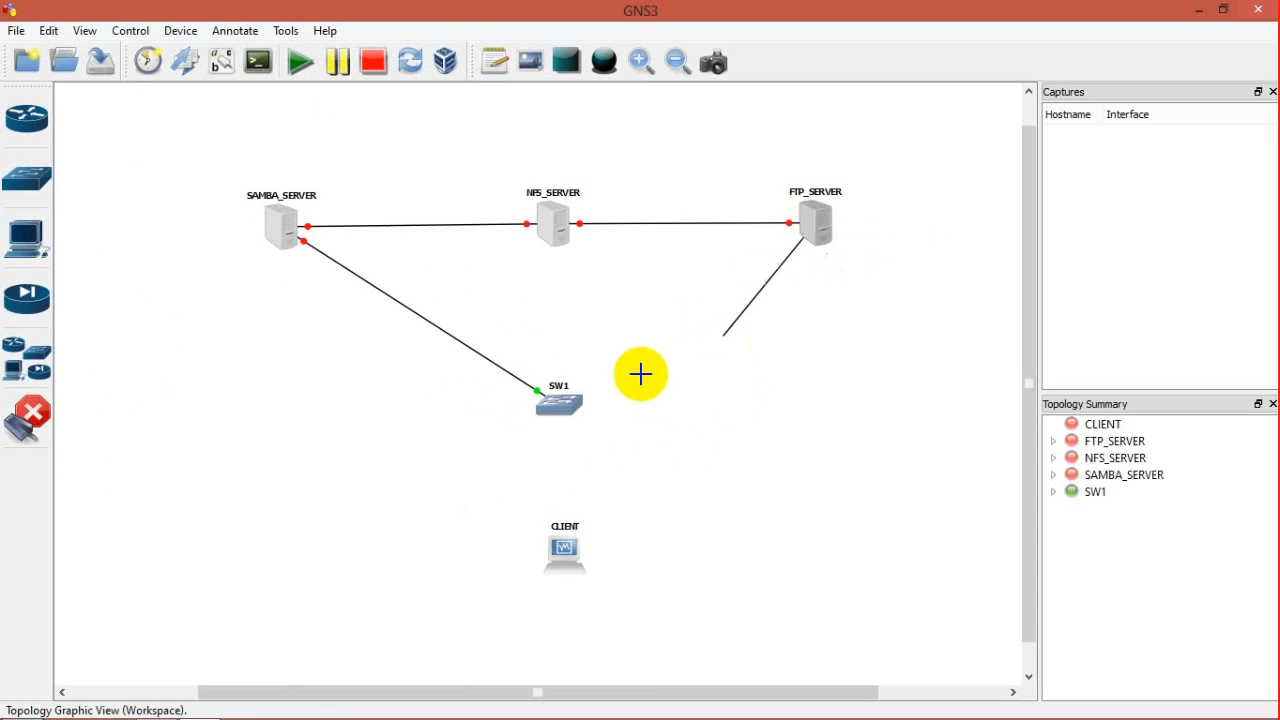 GNS3
File Edit View Control Device Annotate Tools Help
a c
b
Captures
Hostname Interface
SAMBA_SERVER
NFS_SERVER
FTP_SERVER
SW1
CLIENT
Topology Summary
CLIENT
FTP_SERVER
NFS_SERVER
SAMBA_SERVER
SW1
Topology Graphic View (Workspace).